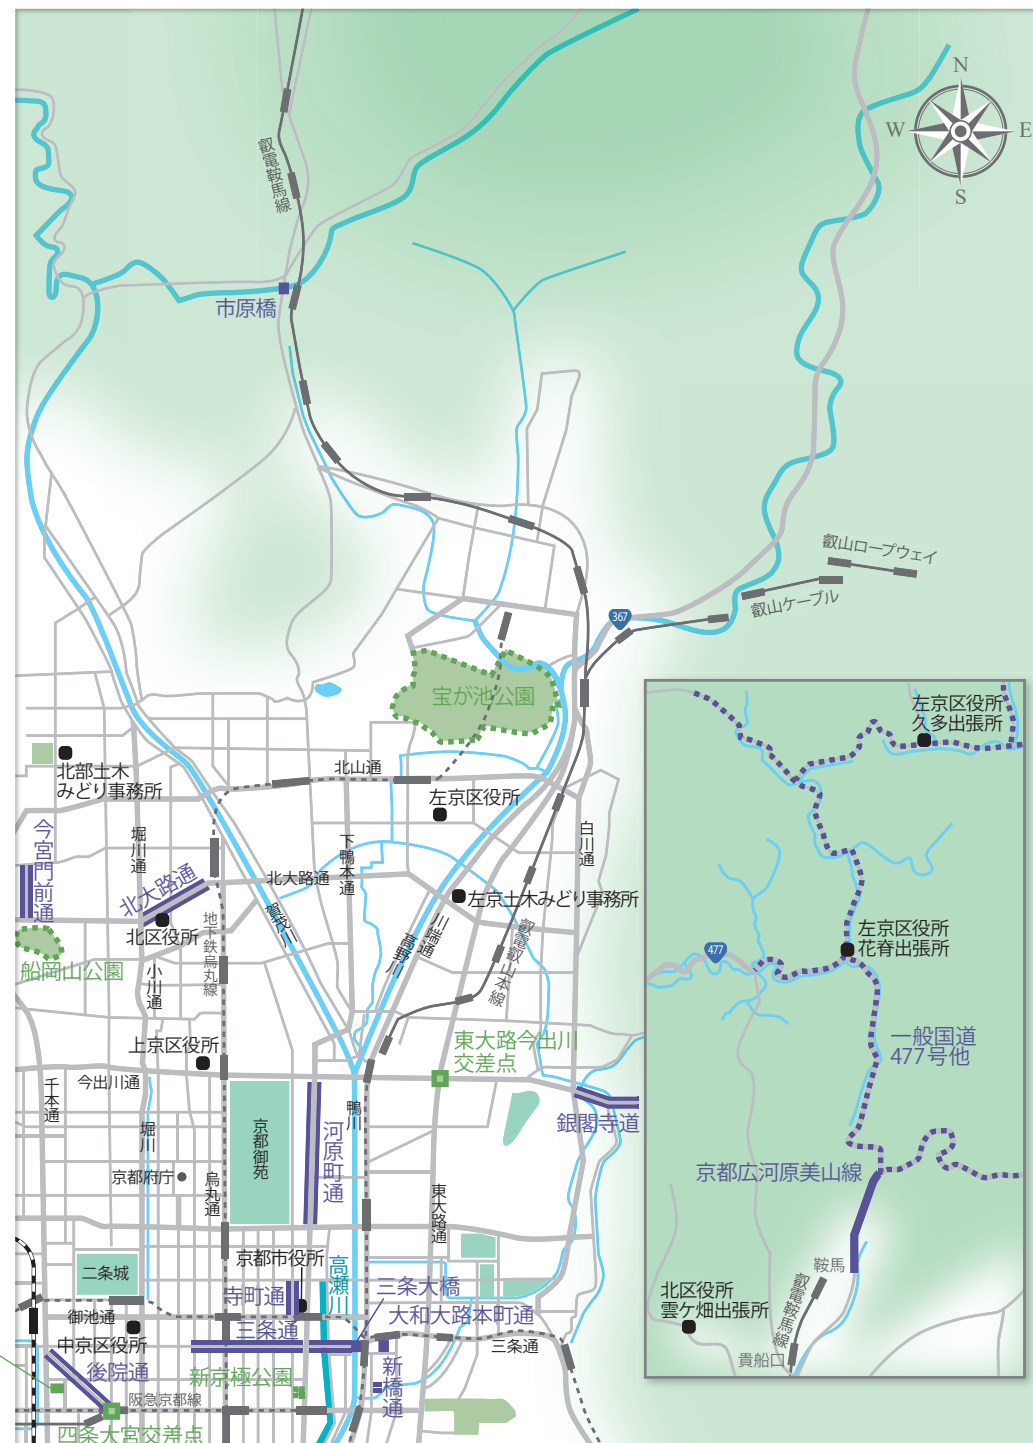 N
W
E
S
叡電鞍馬線
市原橋
叡山ロープウェイ
叡山ケーブル
367
宝が池公園
北部土木
みどり事務所
北山通
左京区役所
今宮門前通
堀川通
北大路通
下鴨本通
白川通
北大路通
左京土木みどり事務所
北区役所
地下鉄烏丸線
賀茂川
川端通
高野川
叡電叡山本線
船岡山公園
小川通
上京区役所
東大路今出川
交差点
今出川通
千本通
堀川
京都御苑
河原町通
鴨川
銀閣寺道
京都府庁
烏丸通
東大路通
二条城
京都市役所
高瀬川
寺町通
三条大橋
御池通
大和大路本町通
三条通
三条通
中京区役所
後院通
新京極公園
新橋通
阪急京都線
四条大宮交差点
左京区役所
久多出張所
左京区役所
花脊出張所
477
一般国道
477号他
京都広河原美山線
鞍馬
叡電鞍馬線
北区役所
雲ケ畑出張所
貴船口